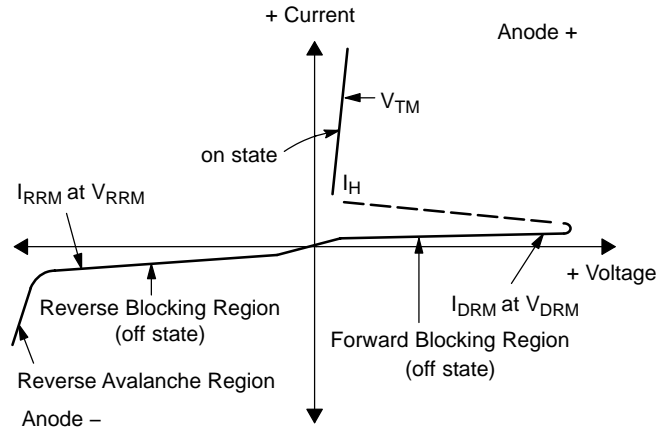 + Current
Anode +
V_TM
on state
I_H
I_RRM at V_RRM
+ Voltage
I_DRM at V_DRM
Reverse Blocking Region
(off state)
Forward Blocking Region
(off state)
Reverse Avalanche Region
Anode –